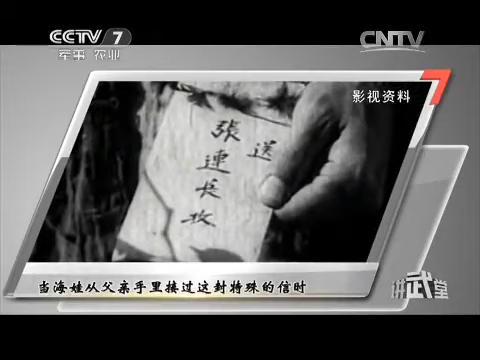 CCTV 7
CNTV
军事 农业
影视资料
送
張連長收
当海娃从父亲手里接过这封特殊的信时
讲武堂